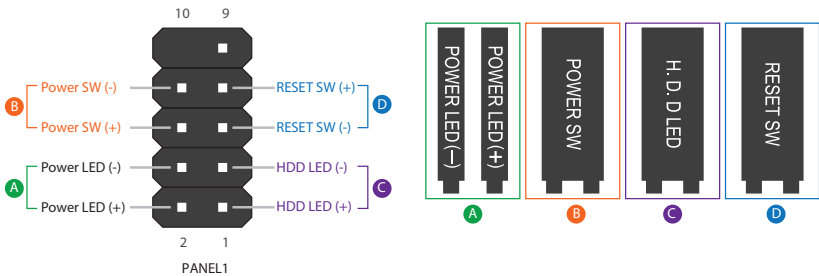 10 9
Power SW (-) RESET SW (+)
B D
Power SW (+) RESET SW (-)
Power LED (-) HDD LED (-)
A C
Power LED (+) HDD LED (+)
2 1
PANEL1
POWER LED(−)
POWER LED(+)
POWER SW
H. D. D LED
RESET SW
A B C D